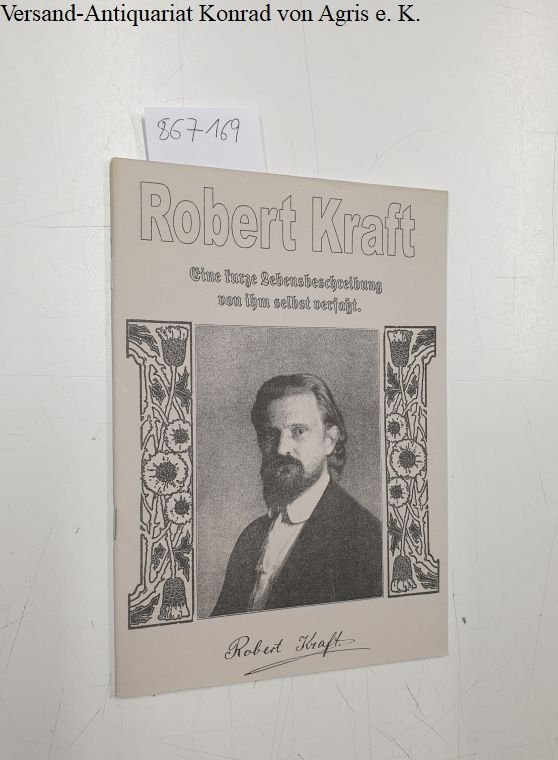 Versand-Antiquariat Konrad von Agris e. K.
867169
Robert Kraft
Eine kurze Lebensbeschreibung
von ihm selbst verfaßt.
Robert Kraft.